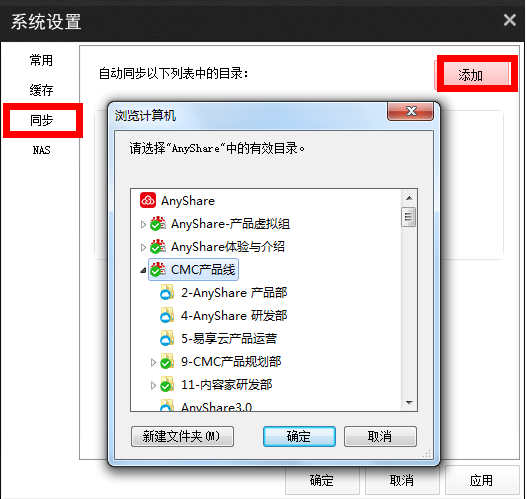 系统设置
常用
缓存
同步
NAS
自动同步以下列表中的目录：
添加
浏览计算机
请选择"AnyShare"中的有效目录。
AnyShare
AnyShare-产品虚拟组
AnyShare体验与介绍
CMC产品线
2-AnyShare 产品部
4-AnyShare 研发部
5-易享云产品运营
9-CMC产品规划部
11-内容家研发部
AnyShare3.0
新建文件夹(M)
确定
取消
确定
取消
应用